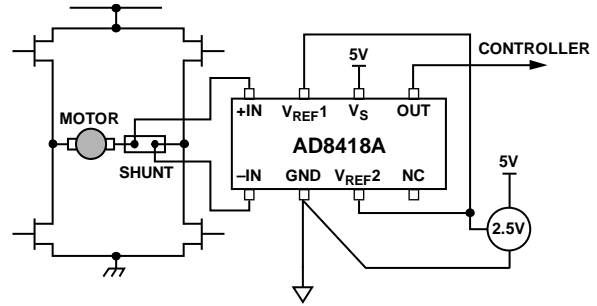 5V
CONTROLLER
+IN
VREF1
VS
OUT
MOTOR
AD8418A
SHUNT
–IN
GND
VREF2
NC
5V
2.5V